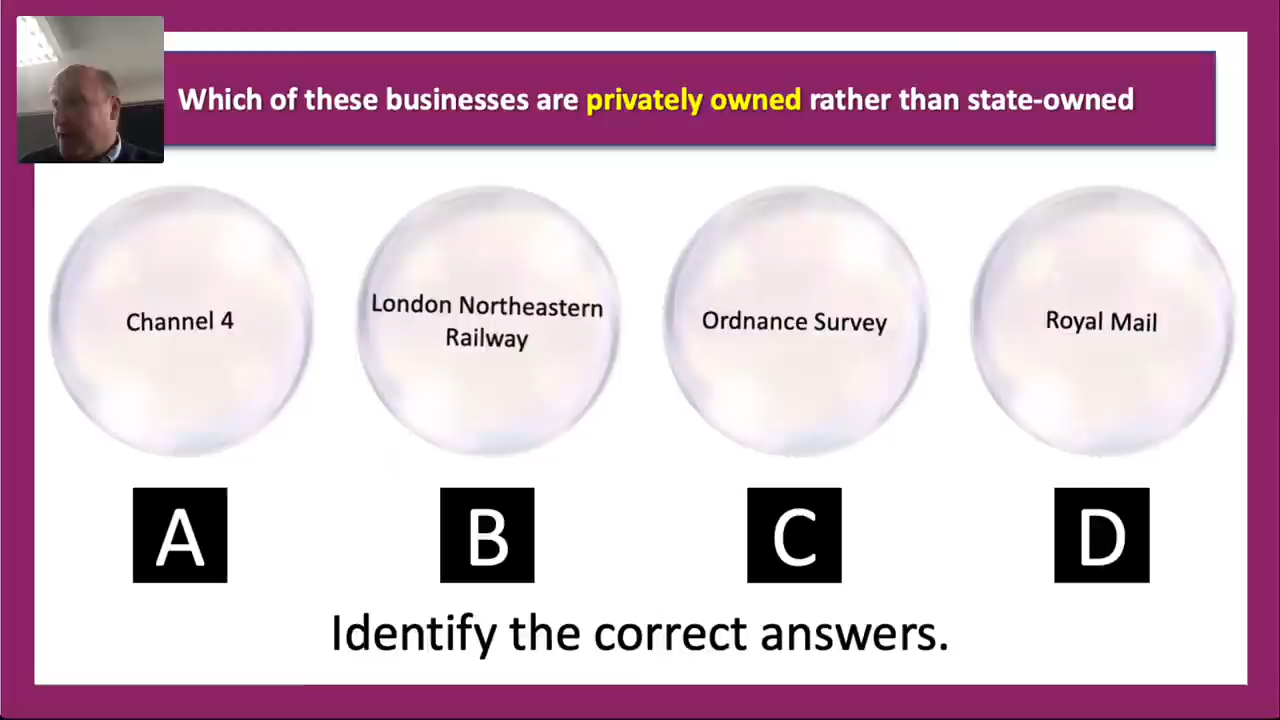 Which of these businesses are privately owned rather than state-owned
Channel 4
London Northeastern
Railway
Ordnance Survey
Royal Mail
A
B
C
D
Identify the correct answers.